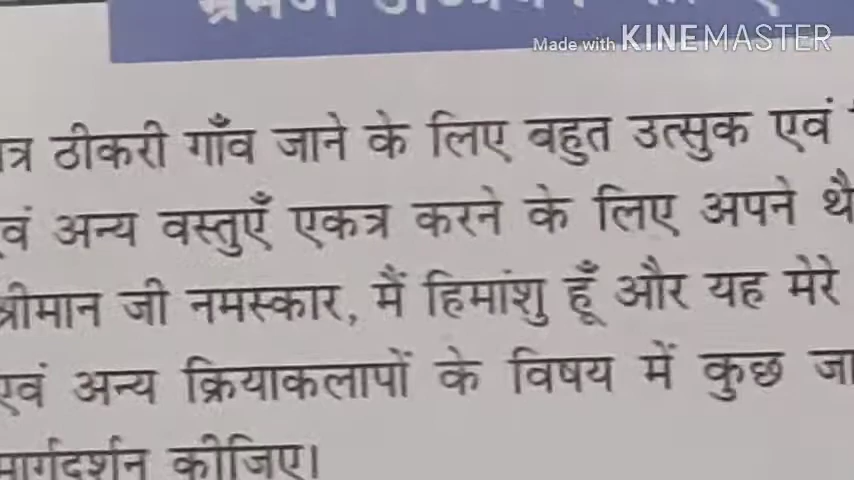 Made with KINEMASTER
ठीकरी गाँव जाने के लिए बहुत उत्सुक एवं
अन्य वस्तुएँ एकत्र करने के लिए अपने
श्रीमान जी नमस्कार, मैं हिमांशु हूँ और यह मेरे
एवं अन्य क्रियाकलापों के विषय में कुछ
मार्गदर्शन कीजिए।